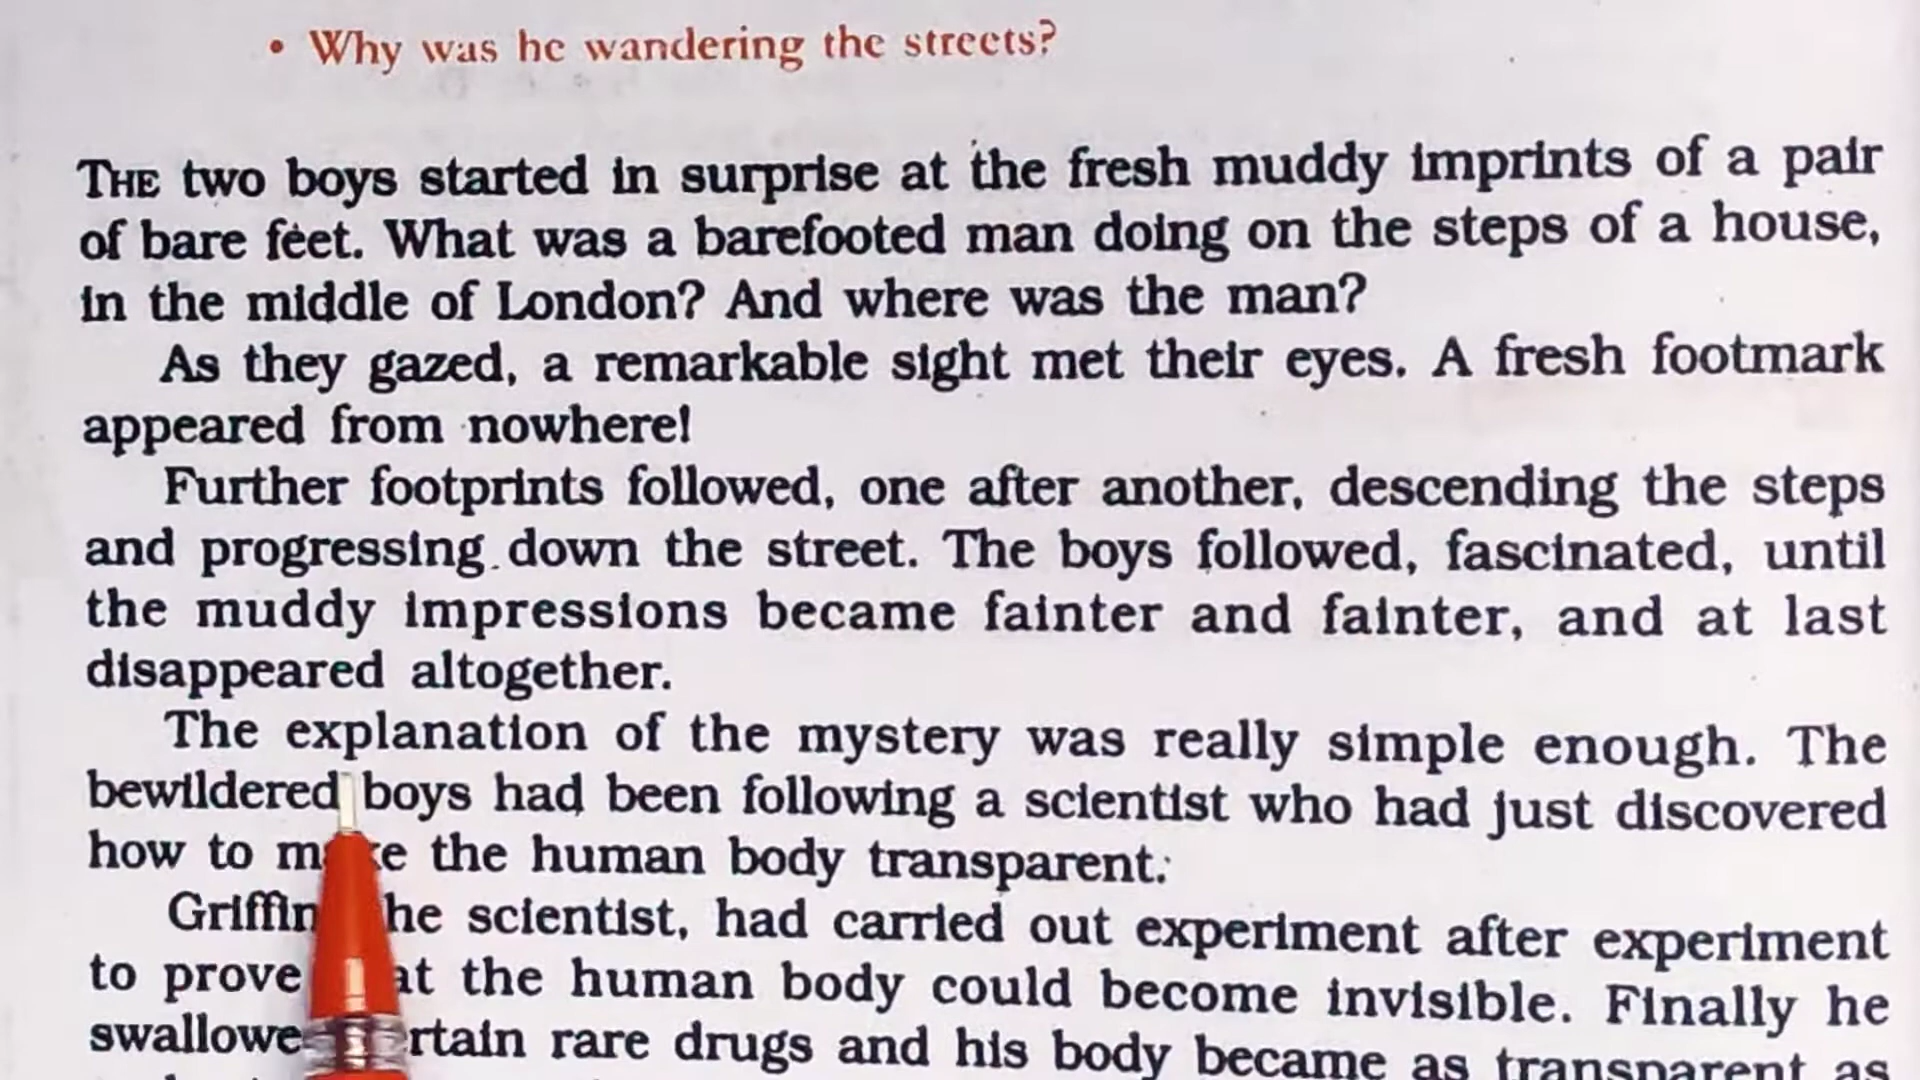 • Why was he wandering the streets?
THE two boys started in surprise at the fresh muddy imprints of a pair
of bare feet. What was a barefooted man doing on the steps of a house,
in the middle of London? And where was the man?
As they gazed, a remarkable sight met their eyes. A fresh footmark
appeared from nowhere!
Further footprints followed, one after another, descending the steps
and progressing down the street. The boys followed, fascinated, until
the muddy impressions became fainter and fainter, and at last
disappeared altogether.
The explanation of the mystery was really simple enough. The
bewildered boys had been following a scientist who had just discovered
how to the human body transparent.
Griffin scientist, had carried out experiment after experiment
to prove the human body could become invisible. Finally he
rare drugs and his body became as transparent as